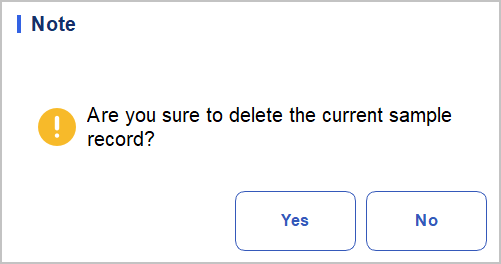 Note
Are you sure to delete the current sample
record?
Yes
No